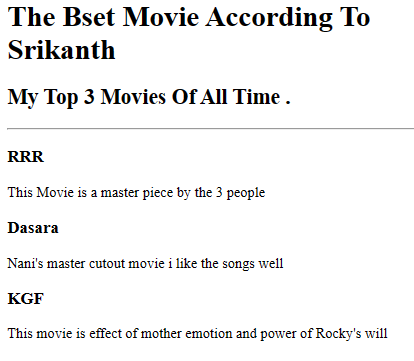 The Bset Movie According To
Srikanth
My Top 3 Movies Of All Time .
RRR
This Movie is a master piece by the 3 people
Dasara
Nani's master cutout movie i like the songs well
KGF
This movie is effect of mother emotion and power of Rocky's will